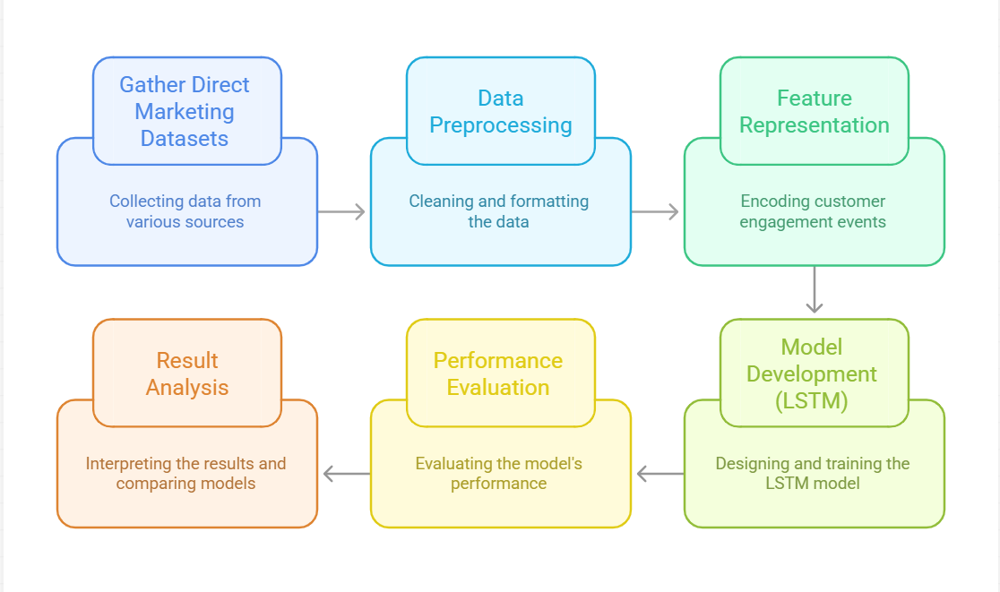 Gather Direct
Marketing
Datasets
Collecting data from
various sources
Data
Preprocessing
Cleaning and formatting
the data
Feature
Representation
Encoding customer
engagement events
Model
Development
(LSTM)
Designing and training the
LSTM model
Performance
Evaluation
Evaluating the model's
performance
Result
Analysis
Interpreting the results and
comparing models